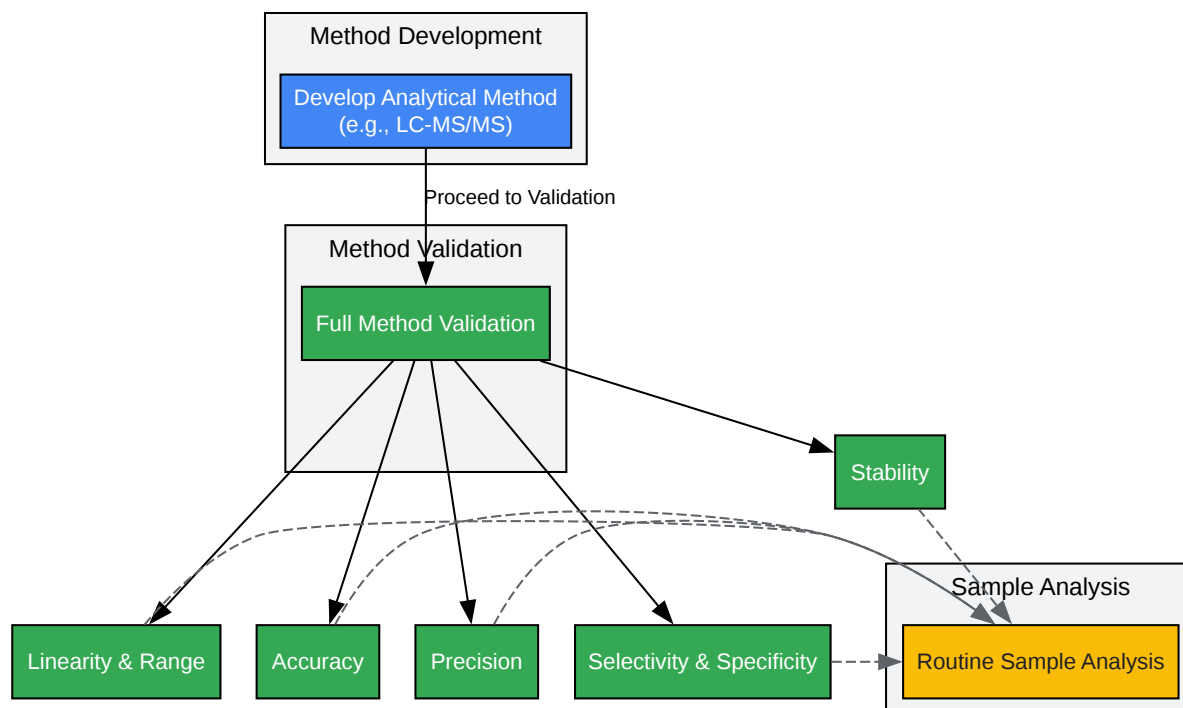 Method Development
Develop Analytical Method
(e.g., LC-MS/MS)
Proceed to Validation
Method Validation
Full Method Validation
Stability
Sample Analysis
Linearity & Range
Accuracy
Precision
Selectivity & Specificity
Routine Sample Analysis